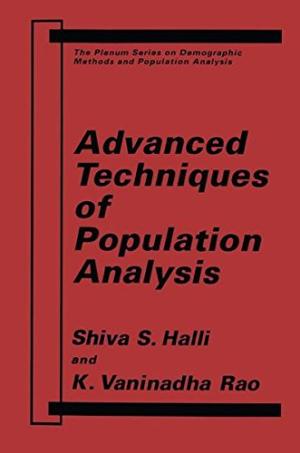 The Plenum Series on Demographic
Methods and Population Analysis
Advanced
Techniques
of
Population
Analysis
Shiva S. Halli
and
K. Vaninadha Rao